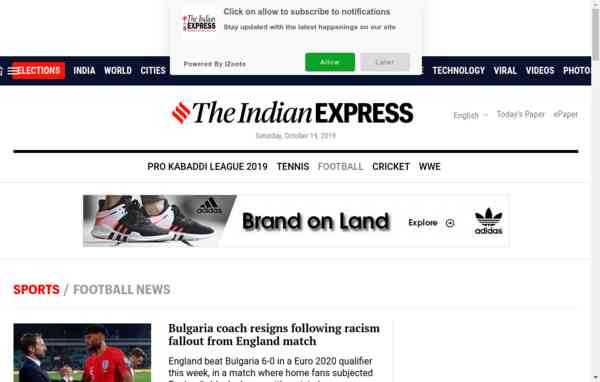 Click on allow to subscribe to notifications
Stay updated with the latest happenings on our site
The Indian EXPRESS
Powered By iZooto
Allow
Later
ELECTIONS INDIA WORLD CITIES TECHNOLOGY VIRAL VIDEOS PHOTOS
The Indian EXPRESS
Saturday, October 19, 2019
English Today's Paper ePaper
PRO KABADDI LEAGUE 2019 TENNIS FOOTBALL CRICKET WWE
adidas
Brand on Land
Explore
adidas
SPORTS / FOOTBALL NEWS
Bulgaria coach resigns following racism
fallout from England match
England beat Bulgaria 6-0 in a Euro 2020 qualifier
this week, in a match where home fans subjected